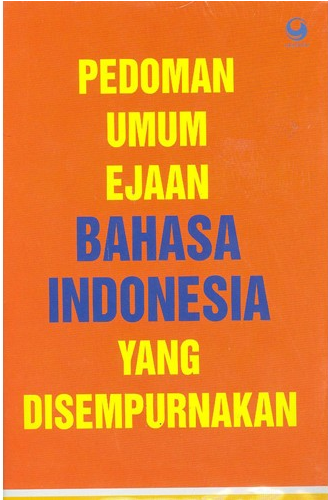 PEDOMAN
UMUM
EJAAN
BAHASA
INDONESIA
YANG
DISEMPURNAKAN